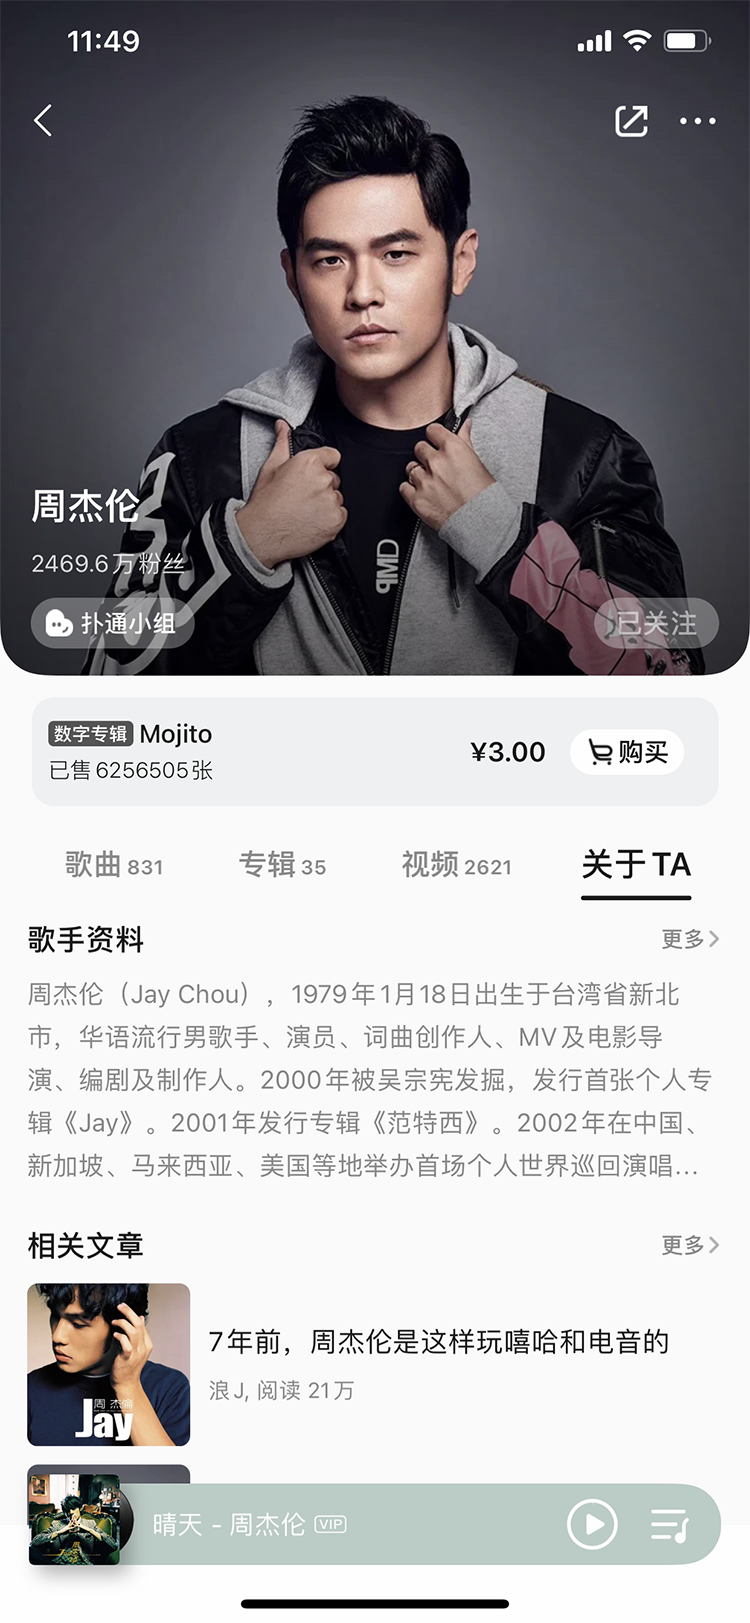 11:49
周杰伦
2469.6万粉丝
扑通小组
已关注
PMD
数字专辑 Mojito
已售6256505张
¥3.00
购买
歌曲 831
专辑 35
视频 2621
关于TA
歌手资料
更多
周杰伦（Jay Chou），1979年1月18日出生于台湾省新北
市，华语流行男歌手、演员、词曲创作人、MV及电影导
演、编剧及制作人。2000年被吴宗宪发掘，发行首张个人专
辑《Jay》。2001年发行专辑《范特西》。2002年在中国、
新加坡、马来西亚、美国等地举办首场个人世界巡回演唱...
相关文章
更多
周杰倫
Jay
7年前，周杰伦是这样玩嘻哈和电音的
浪J, 阅读 21万
晴天 - 周杰伦 VIP